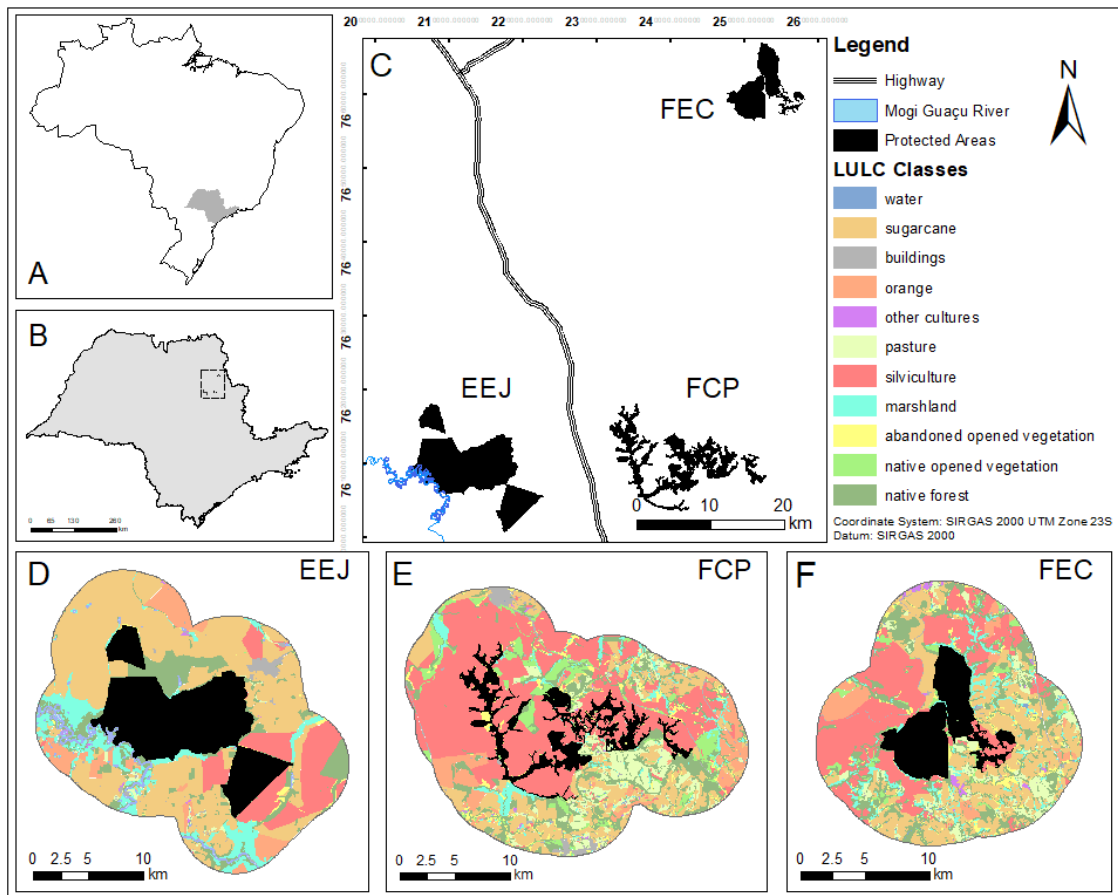 20 21 22 23 24 25 26
A
B
0 65 130 260
km
C
76
76
76
76
76
76
FEC
EEJ
FCP
0 10 20
km
Legend
Highway
Mogi Guaçu River
Protected Areas
LULC Classes
water
sugarcane
buildings
orange
other cultures
pasture
silviculture
marshland
abandoned opened vegetation
native opened vegetation
native forest
Coordinate System: SIRGAS 2000 UTM Zone 23S
Datum: SIRGAS 2000
N
D EEJ
0 2.5 5 10
km
E FCP
0 2.5 5 10
km
F FEC
0 2.5 5 10
km